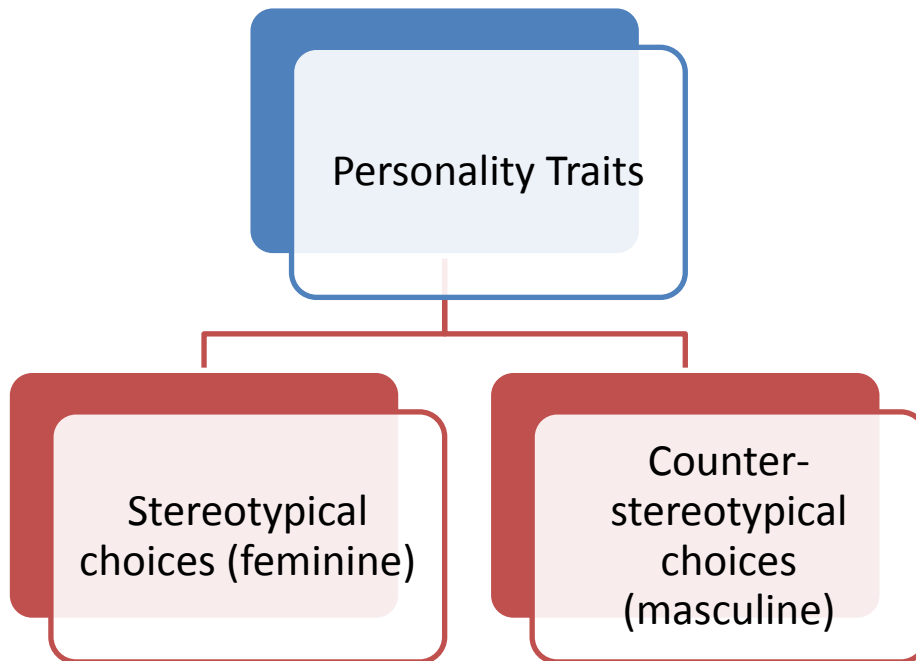 Personality Traits
Stereotypical
choices (feminine)
Counter-
stereotypical
choices
(masculine)